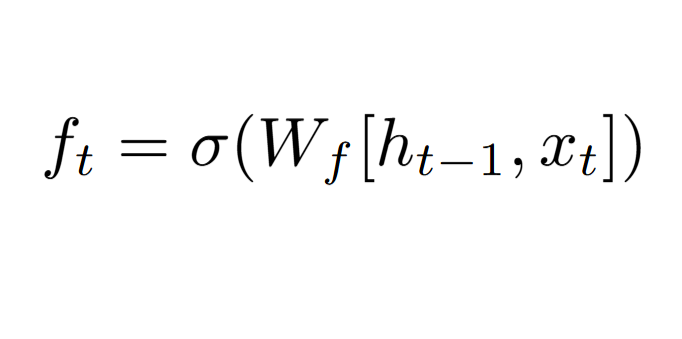 f_t = σ(W_f[h_{t−1}, x_t])